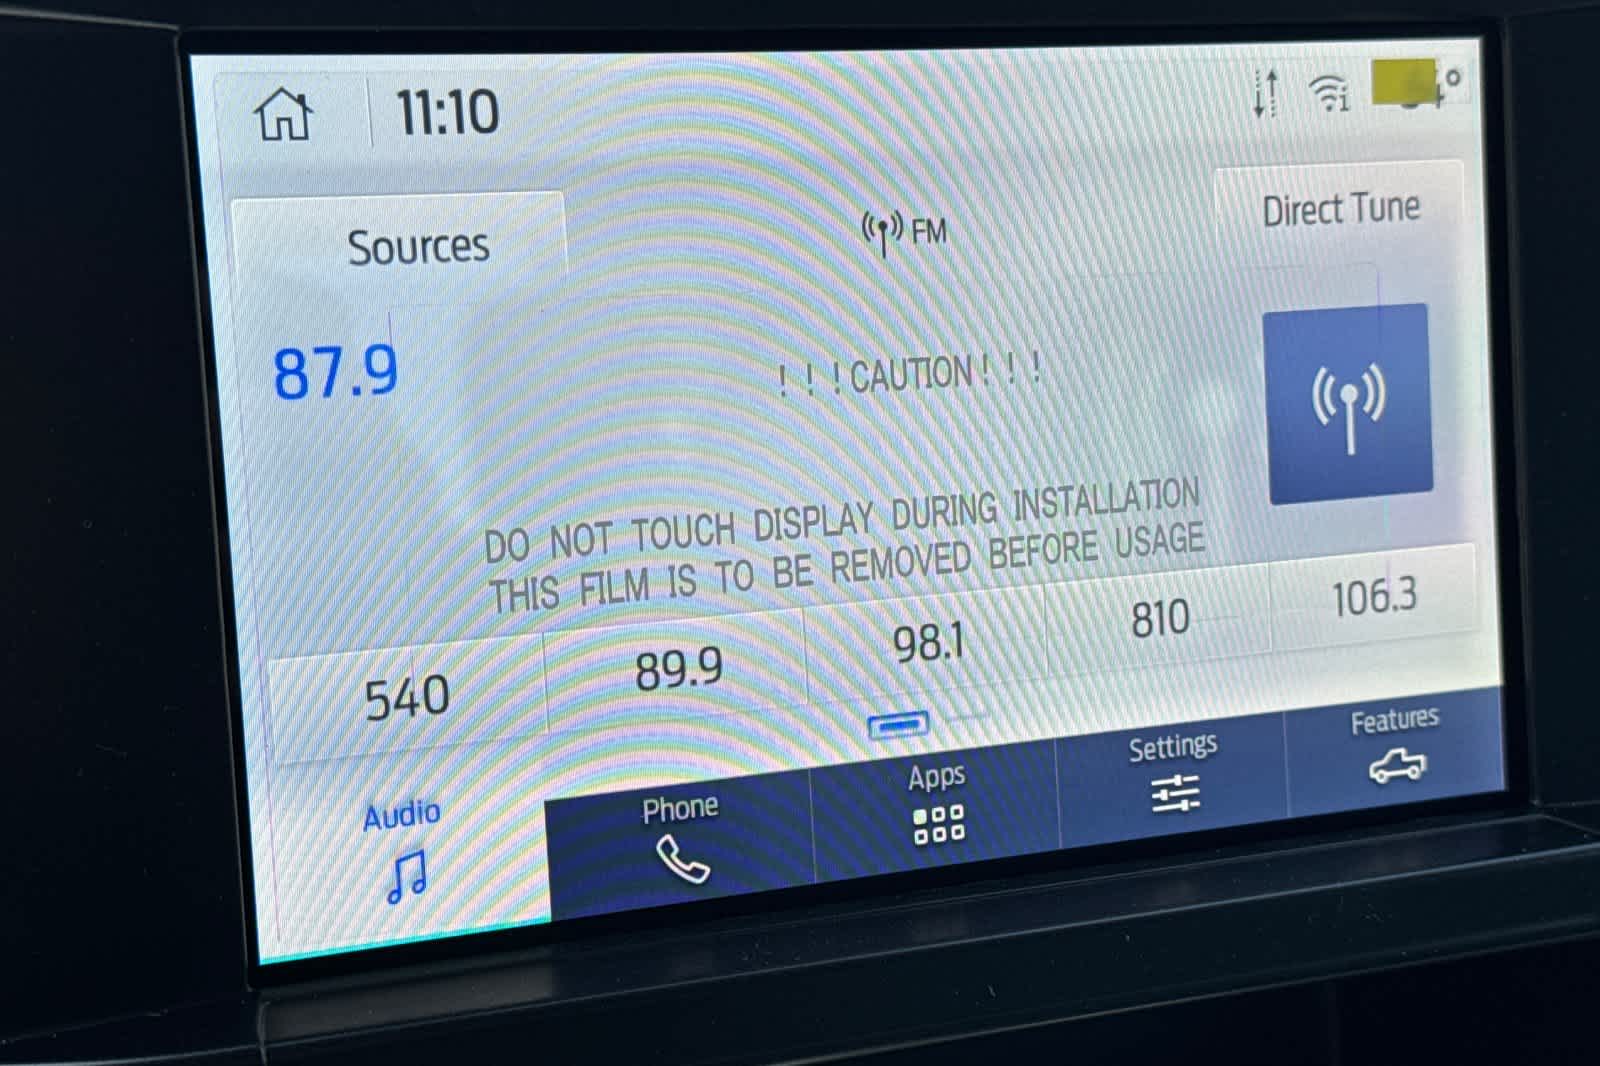 11:10
Sources
FM
Direct Tune
87.9
! ! ! CAUTION ! ! !
DO NOT TOUCH DISPLAY DURING INSTALLATION
THIS FILM IS TO BE REMOVED BEFORE USAGE
540 89.9 98.1 810 106.3
Audio Phone Apps Settings Features